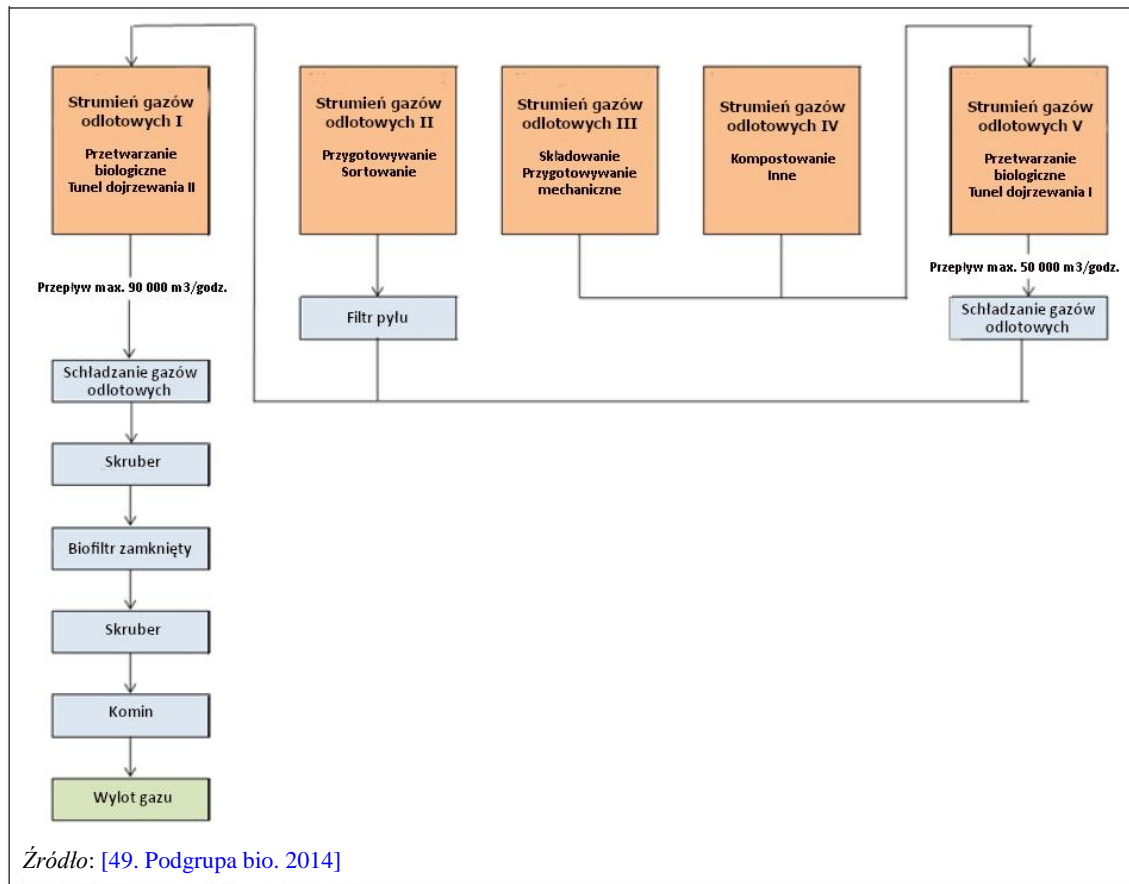 Strumień gazów
odlotowych I
Przetwarzanie
biologiczne
Tunel dojrzewania II
Strumień gazów
odlotowych II
Przygotowywanie
Sortowanie
Strumień gazów
odlotowych III
Składowanie
Przygotowywanie
mechaniczne
Strumień gazów
odlotowych IV
Kompostowanie
Inne
Strumień gazów
odlotowych V
Przetwarzanie
biologiczne
Tunel dojrzewania I
Przepływ max. 90 000 m3/godz.
Filtr pyłu
Przepływ max. 50 000 m3/godz.
Schładzanie gazów
odlotowych
Schładzanie gazów
odlotowych
Skruber
Biofiltr zamknięty
Skruber
Komin
Wylot gazu
Źródło: [49. Podgrupa bio. 2014]